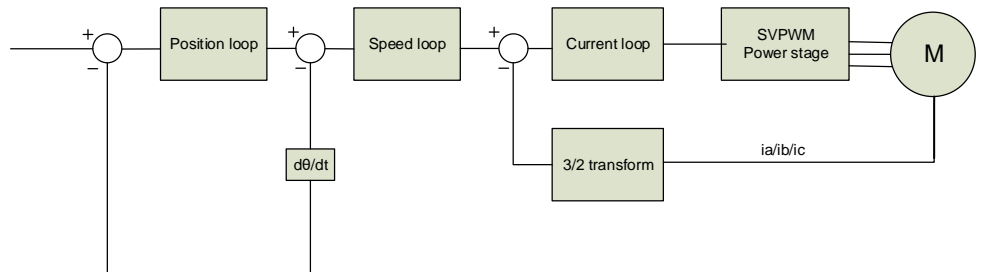 +
−
Position loop
+
−
Speed loop
+
−
Current loop
SVPWM
Power stage
M
dθ/dt
3/2 transform
ia/ib/ic